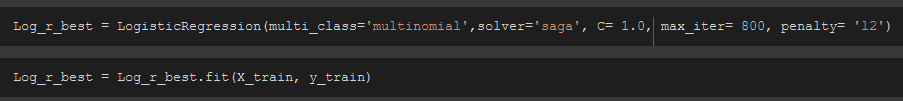 Log_r_best = LogisticRegression(multi_class='multinomial',solver='saga', C= 1.0, max_iter= 800, penalty= 'l2')
Log_r_best = Log_r_best.fit(X_train, y_train)